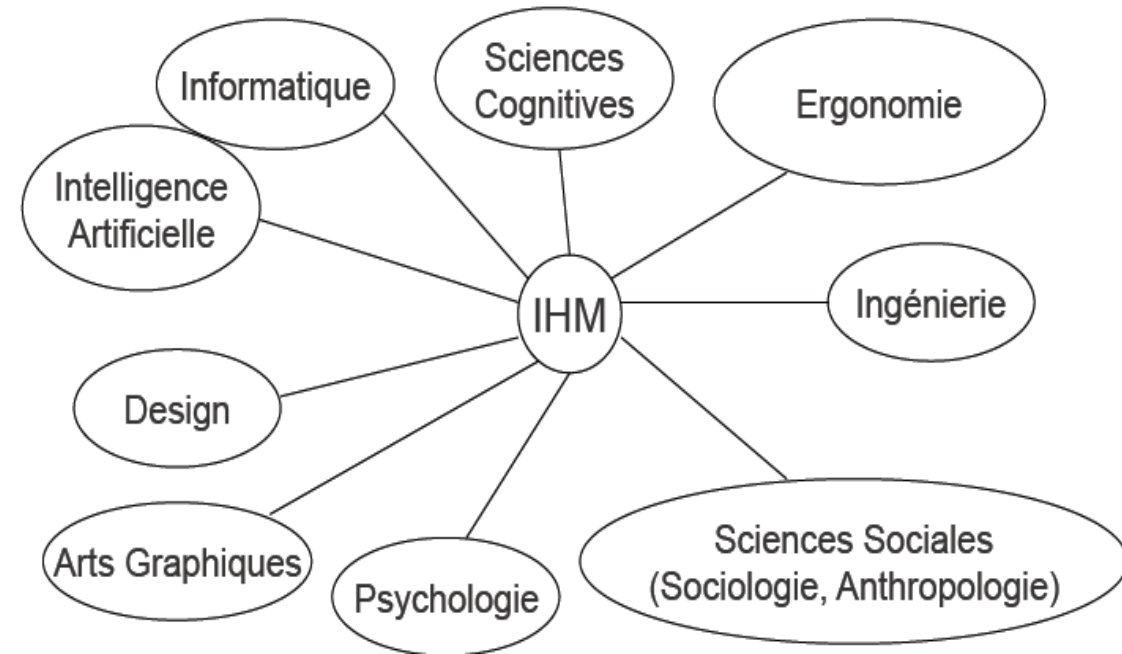 Informatique
Sciences
Cognitives
Ergonomie
Intelligence
Artificielle
IHM
Ingénierie
Design
Arts Graphiques
Psychologie
Sciences Sociales
(Sociologie, Anthropologie)